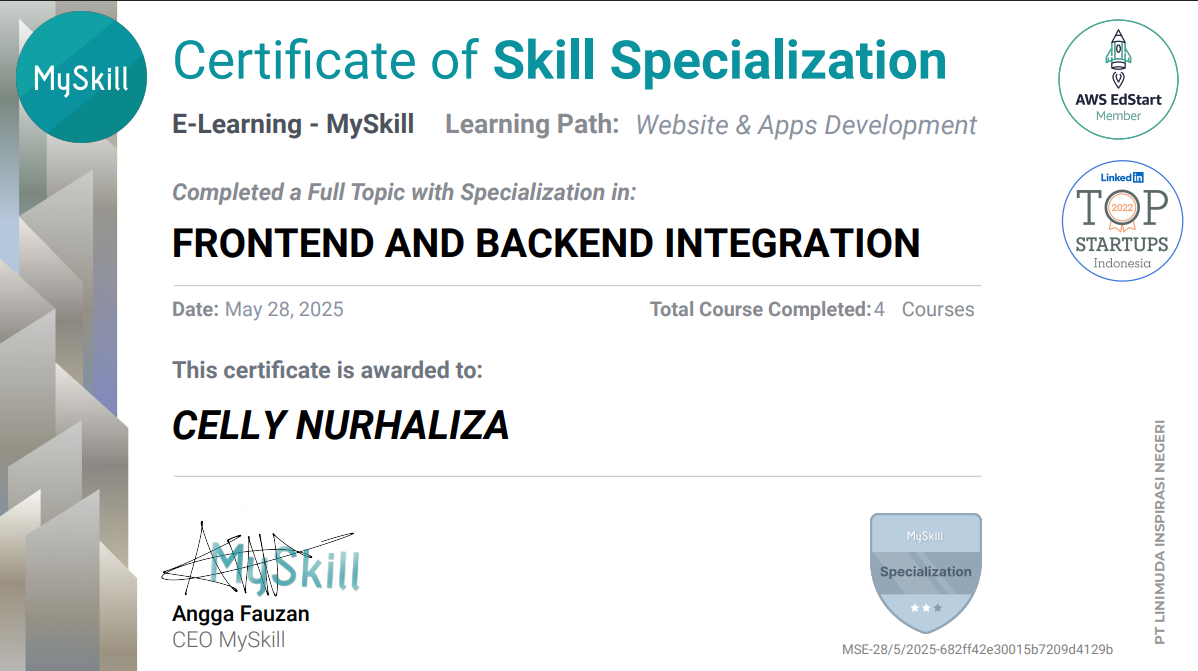 MySkill
Certificate of Skill Specialization
E-Learning - MySkill Learning Path: Website & Apps Development
AWS EdStart
Member
Completed a Full Topic with Specialization in:
FRONTEND AND BACKEND INTEGRATION
LinkedIn
TOP
2022
STARTUPS
Indonesia
Date: May 28, 2025
Total Course Completed: 4 Courses
This certificate is awarded to:
CELLY NURHALIZA
PT LINIMUDA INSPIRASI NEGERI
MySkill
Angga Fauzan
CEO MySkill
MySkill
Specialization
MSE-28/5/2025-682ff42e30015b7209d4129b